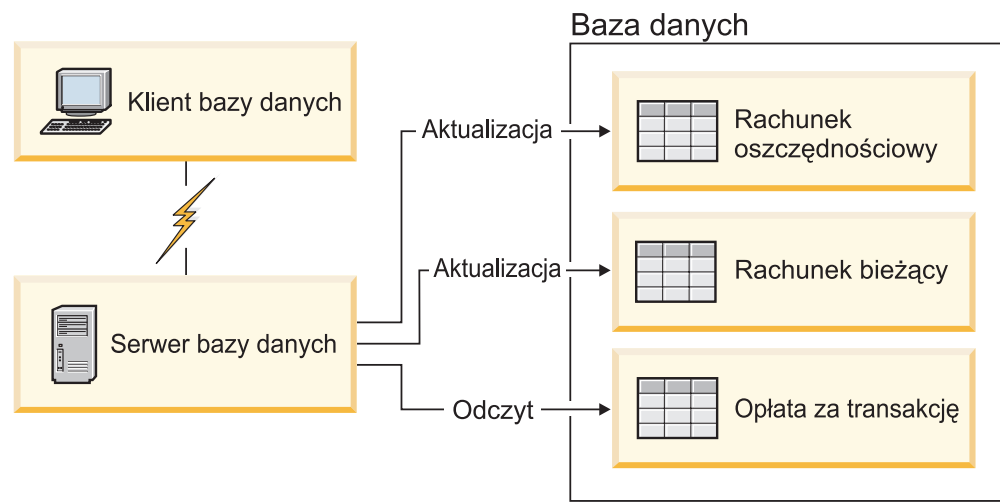 Baza danych
Klient bazy danych
Aktualizacja
Rachunek
oszczędnościowy
Aktualizacja
Rachunek bieżący
Serwer bazy danych
Odczyt
Opłata za transakcję